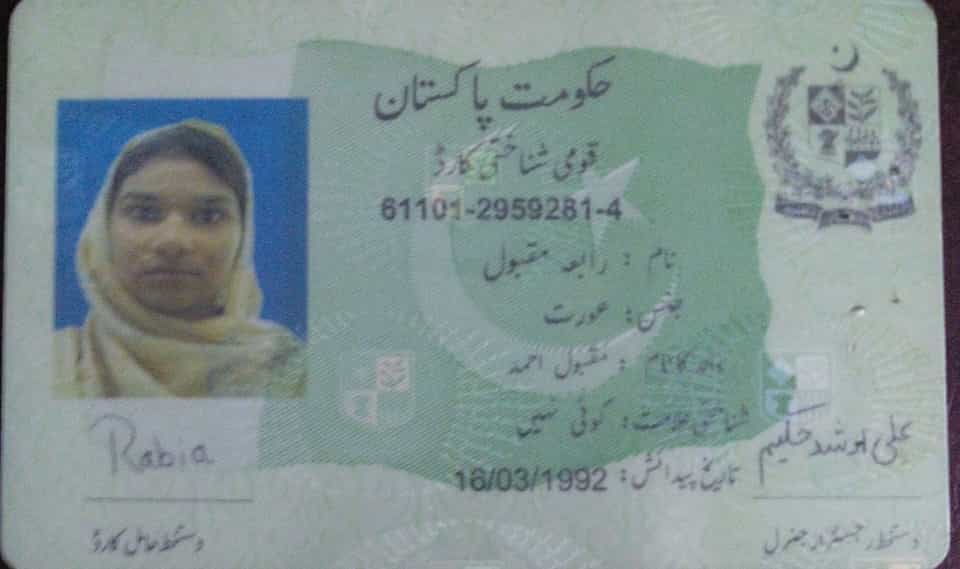 حکومت پاکستان
قومی شناختی کارڈ
61101-2959281-4
نام : رابعہ مقبول
جنس : عورت
والد کا نام : مقبول احمد
شناختی علامت : کوئی نہیں
تاریخ پیدائش : 16/03/1992
Rabia
علی ارشد حکیم
دستخط حامل کارڈ
دستخط رجسٹرار جنرل